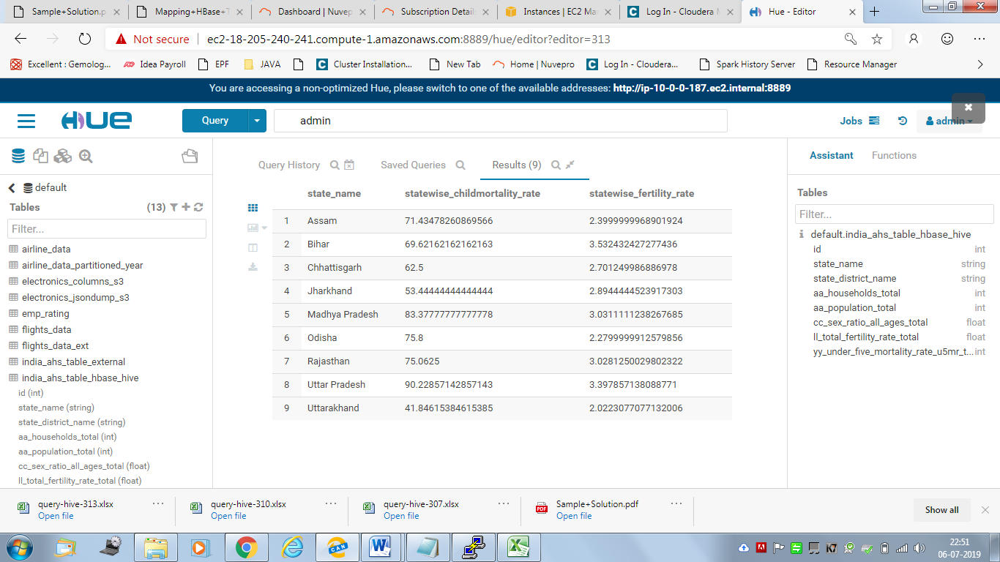 Sample+Solution.p
Mapping+HBase+T
Dashboard | Nuvep
Subscription Detail
Instances | EC2 Ma
Log In - Cloudera M
Hue - Editor
Not secure
ec2-18-205-240-241.compute-1.amazonaws.com:8889/hue/editor?editor=313
Excellent : Gemolog...
Idea Payroll
EPF
JAVA
Cluster Installation...
New Tab
Home | Nuvepro
Log In - Cloudera...
Spark History Server
Resource Manager
You are accessing a non-optimized Hue, please switch to one of the available addresses: http://ip-10-0-0-187.ec2.internal:8889
HUE
Query
admin
Jobs
admin
default
Tables
(13)
Filter...
airline_data
airline_data_partitioned_year
electronics_columns_s3
electronics_jsondump_s3
emp_rating
flights_data
flights_data_ext
india_ahs_table_external
india_ahs_table_hbase_hive
id (int)
state_name (string)
state_district_name (string)
aa_households_total (int)
aa_population_total (int)
cc_sex_ratio_all_ages_total (float)
ll_total_fertility_rate_total (float)
Query History
Saved Queries
Results (9)
state_name statewise_childmortality_rate statewise_fertility_rate
1 Assam 71.43478260869566 2.3999999968901924
2 Bihar 69.62162162162163 3.532432427277436
3 Chhattisgarh 62.5 2.701249986886978
4 Jharkhand 53.44444444444444 2.8944444523917303
5 Madhya Pradesh 83.37777777777778 3.0311111238267685
6 Odisha 75.8 2.2799999912579856
7 Rajasthan 75.0625 3.0281250029802322
8 Uttar Pradesh 90.22857142857143 3.397857138088771
9 Uttarakhand 41.84615384615385 2.0223077077132006
Assistant
Functions
Tables
Filter...
default.india_ahs_table_hbase_hive
id int
state_name string
state_district_name string
aa_households_total int
aa_population_total int
cc_sex_ratio_all_ages_total float
ll_total_fertility_rate_total float
yy_under_five_mortality_rate_u5mr_t... int
query-hive-313.xlsx
Open file
query-hive-310.xlsx
Open file
query-hive-307.xlsx
Open file
Sample+Solution.pdf
Open file
Show all
CAN
22:51
06-07-2019